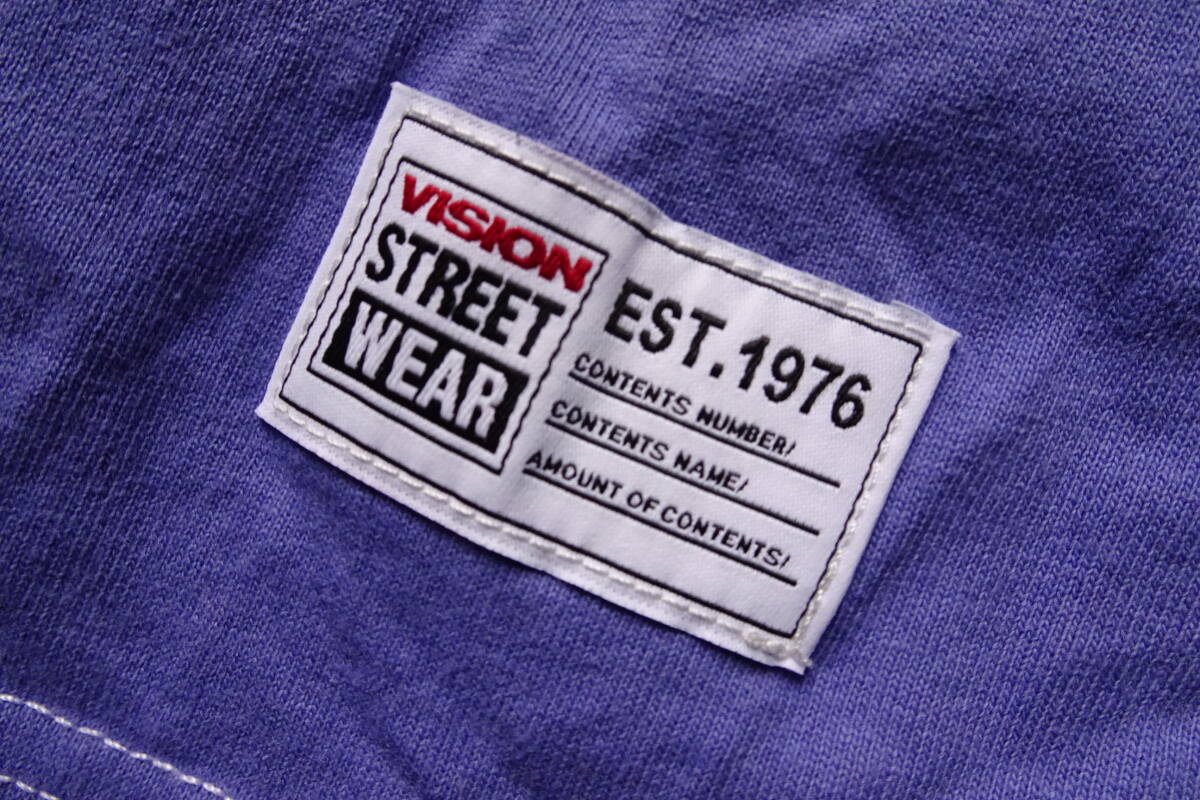 VISION
STREET
WEAR
EST.1976
CONTENTS NUMBER/
CONTENTS NAME/
AMOUNT OF CONTENTS/